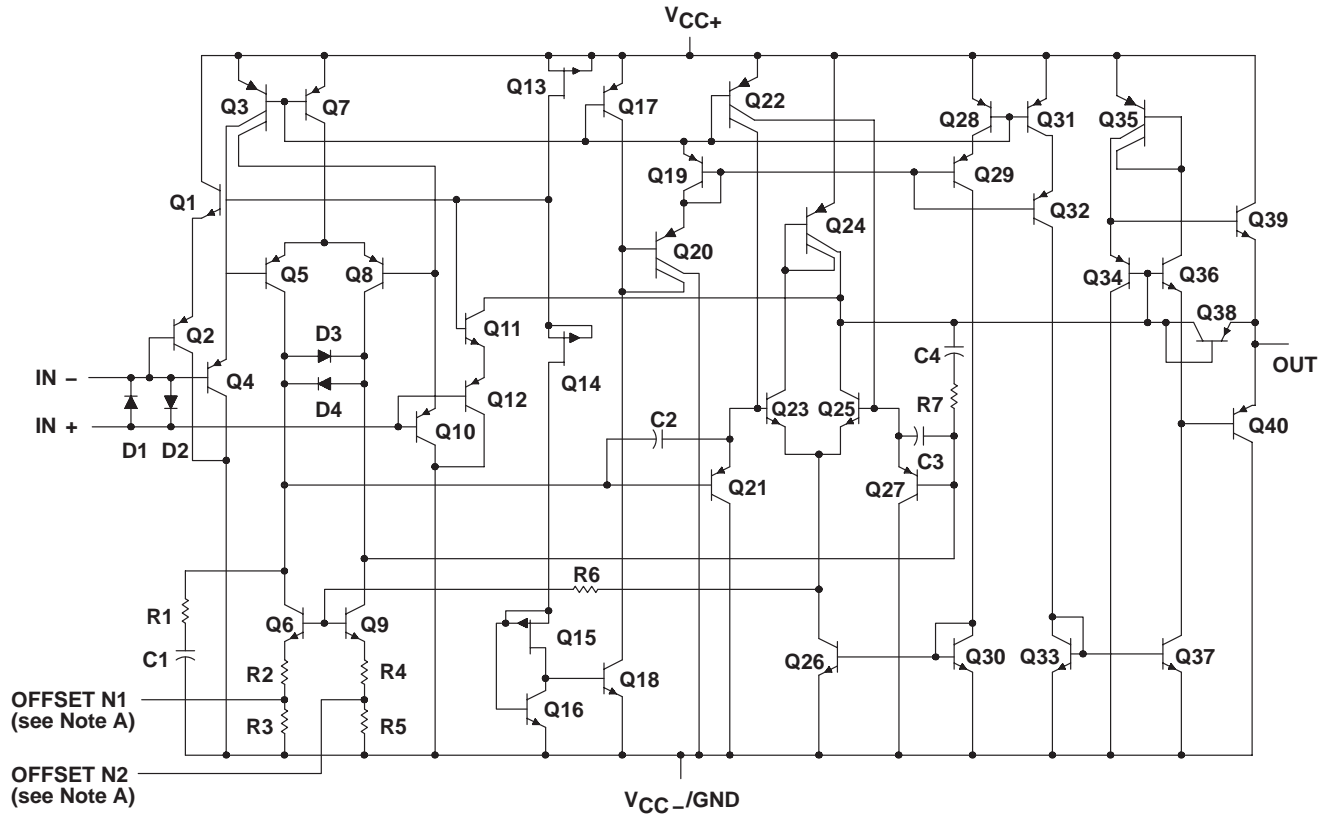 VCC+
Q3
Q7
Q13
Q17
Q22
Q28
Q31
Q35
Q1
Q19
Q29
Q32
Q39
Q24
Q20
Q5
Q8
Q34
Q36
Q2
D3
Q11
Q38
C4
IN –
Q4
D4
Q14
OUT
Q12
R7
IN +
D1
D2
Q10
C2
Q23
Q25
Q40
C3
Q21
Q27
R6
R1
Q6
Q9
Q15
C1
R2
R4
Q26
Q30
Q33
Q37
Q18
OFFSET N1
(see Note A)
R3
R5
Q16
OFFSET N2
(see Note A)
VCC–/GND